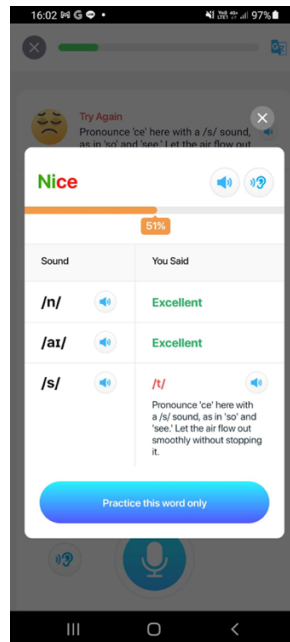 16:02
97%
Try Again
Pronounce 'ce' here with a /s/ sound,
as in 'so' and 'see.' Let the air flow out
Nice
51%
Sound You Said
/n/ Excellent
/aɪ/ Excellent
/s/ /t/
Pronounce 'ce' here with
a /s/ sound, as in 'so' and
'see.' Let the air flow out
smoothly without stopping
it.
Practice this word only